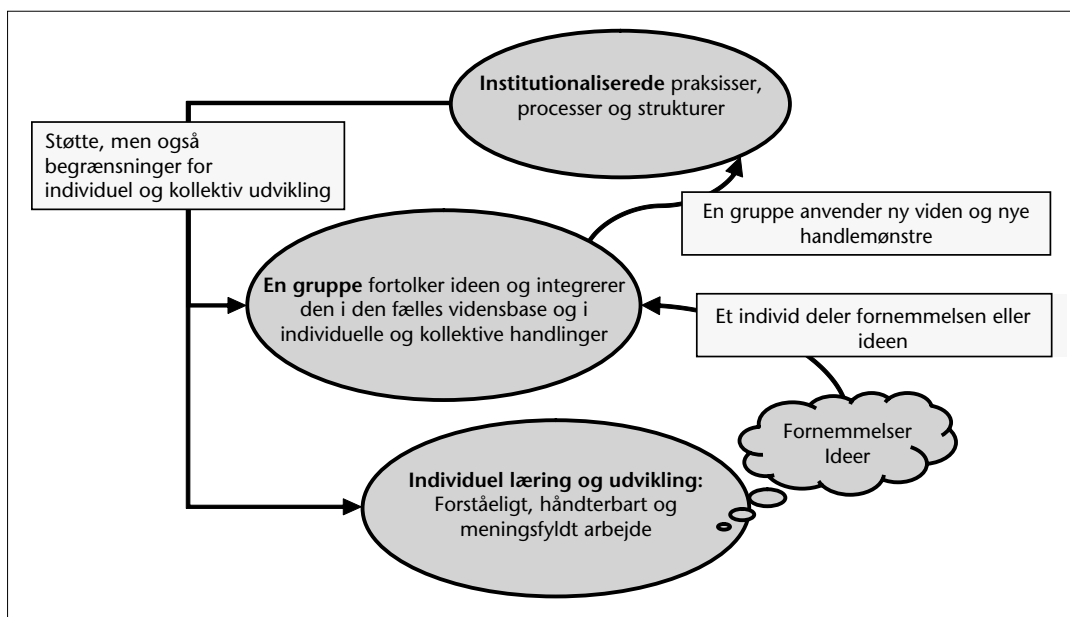 Institutionaliserede praksisser,
processer og strukturer
Støtte, men også
begrænsninger for
individuel og kollektiv udvikling
En gruppe anvender ny viden og nye
handlemønstre
En gruppe fortolker ideen og integrerer
den i den fælles vidensbase og i
individuelle og kollektive handlinger
Et individ deler fornemmelsen eller
ideen
Fornemmelser
Ideer
Individuel læring og udvikling:
Forståeligt, håndterbart og
meningsfyldt arbejde